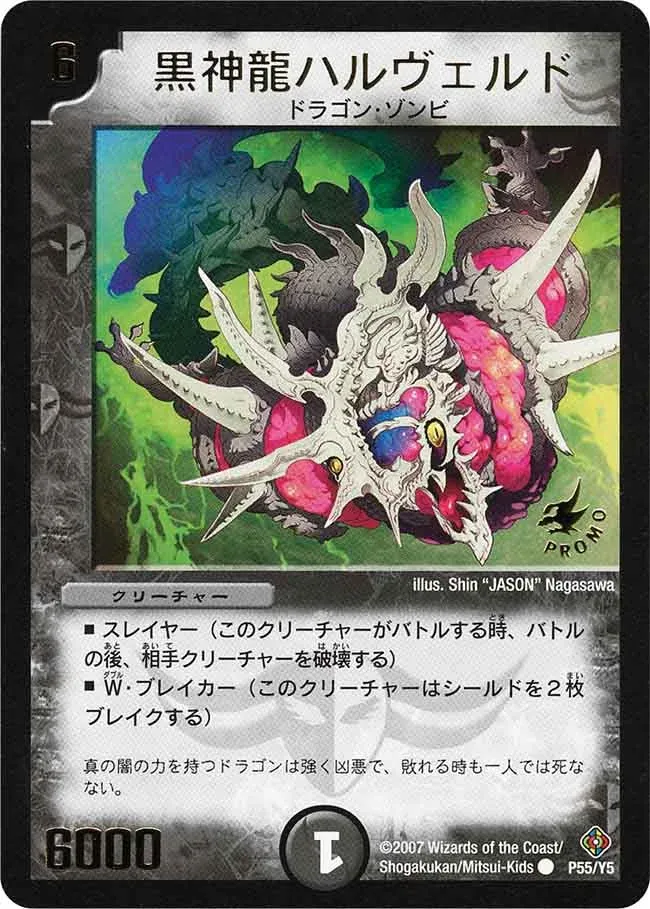 6
黒神龍ハルヴェルド
ドラゴン・ゾンビ
PROMO
illus. Shin “JASON” Nagasawa
クリーチャー
■ スレイヤー（このクリーチャーがバトルする時、バトル
の後、相手クリーチャーを破壊する）
■ W・ブレイカー（このクリーチャーはシールドを２枚
ブレイクする）
真の闇の力を持つドラゴンは強く凶悪で、敗れる時も一人では死な
ない。
6000
1
©2007 Wizards of the Coast/
Shogakukan/Mitsui-Kids
P55/Y5